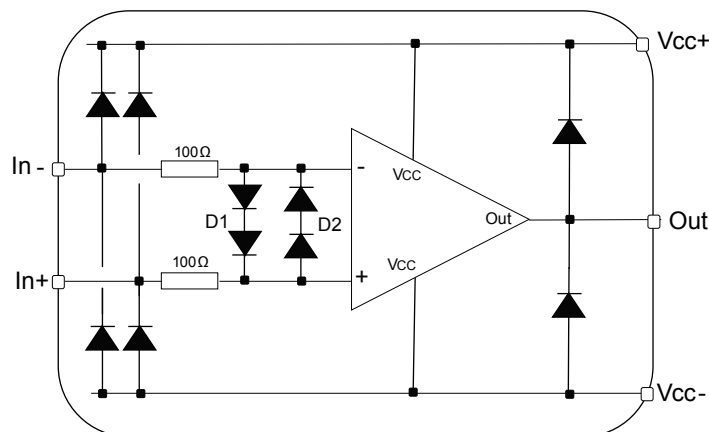 Vcc+
100Ω
In -
-
VCC
D1
D2
Out
Out
VCC
In+
100Ω
+
Vcc-